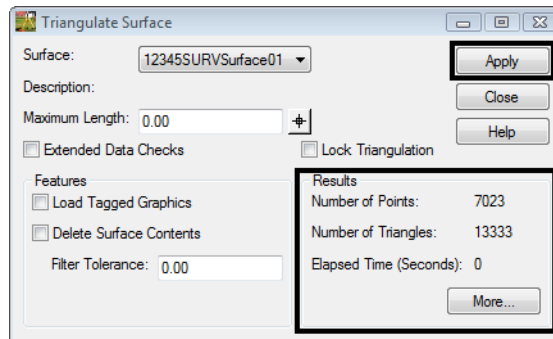 Triangulate Surface
Surface: 12345SURVSurface01
Apply
Description:
Close
Maximum Length: 0.00
Help
Extended Data Checks
Lock Triangulation
Features
Load Tagged Graphics
Delete Surface Contents
Filter Tolerance: 0.00
Results
Number of Points: 7023
Number of Triangles: 13333
Elapsed Time (Seconds): 0
More...